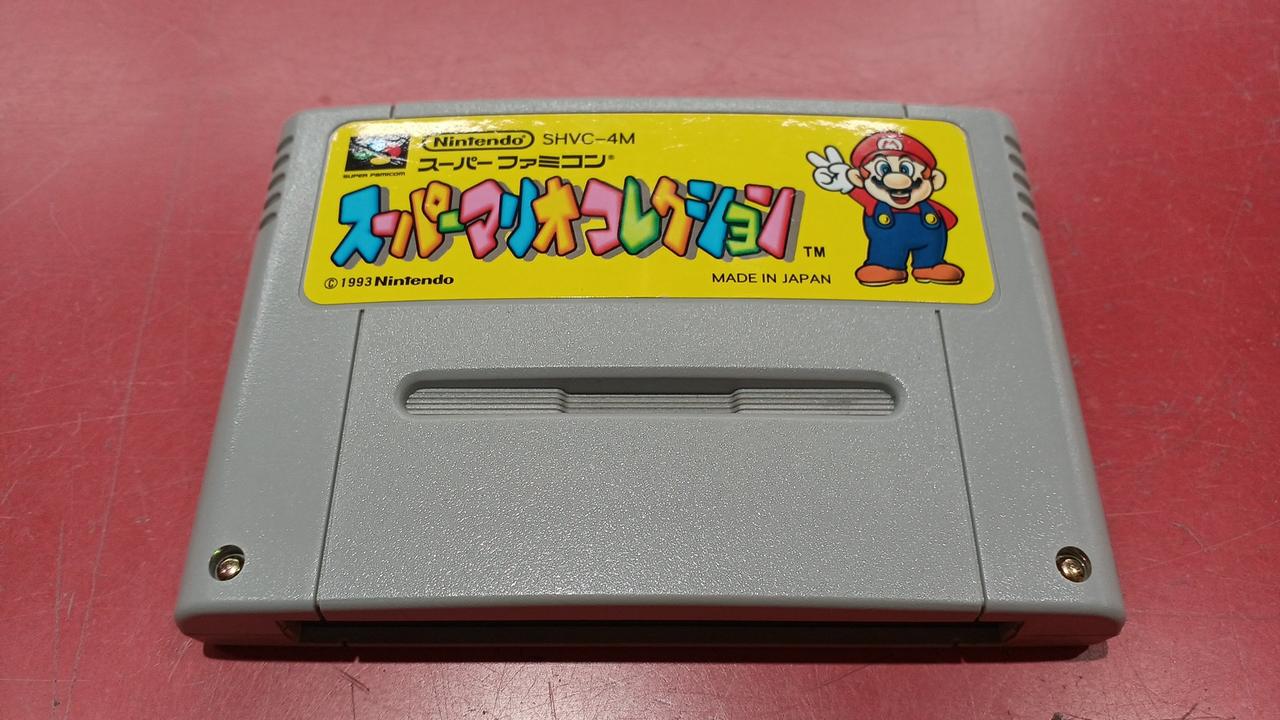 Nintendo® SHVC-4M
SUPER FAMICOM
スーパーファミコン®
スーパーマリオコレクション TM
© 1993 Nintendo
MADE IN JAPAN
M